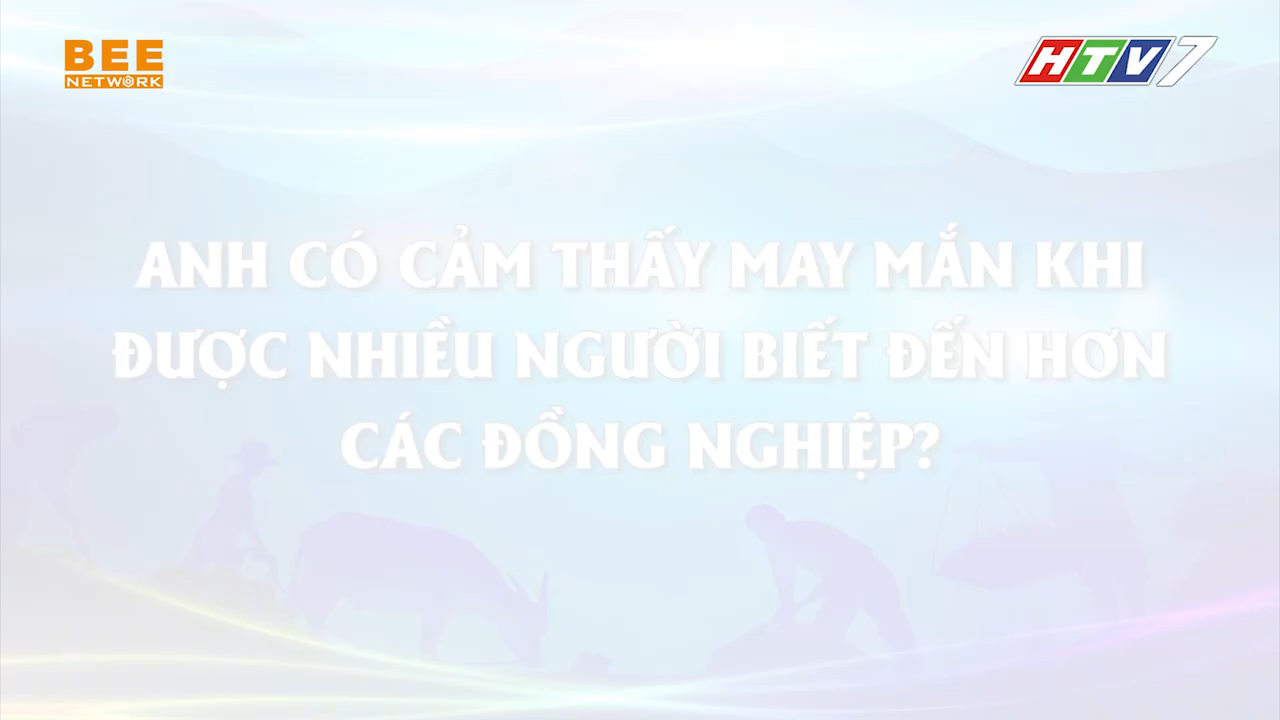 BEE
NETWORK
HTV7
ANH CÓ CẢM THẤY MAY MẮN KHI
ĐƯỢC NHIỀU NGƯỜI BIẾT ĐẾN HƠN
CÁC ĐỒNG NGHIỆP?